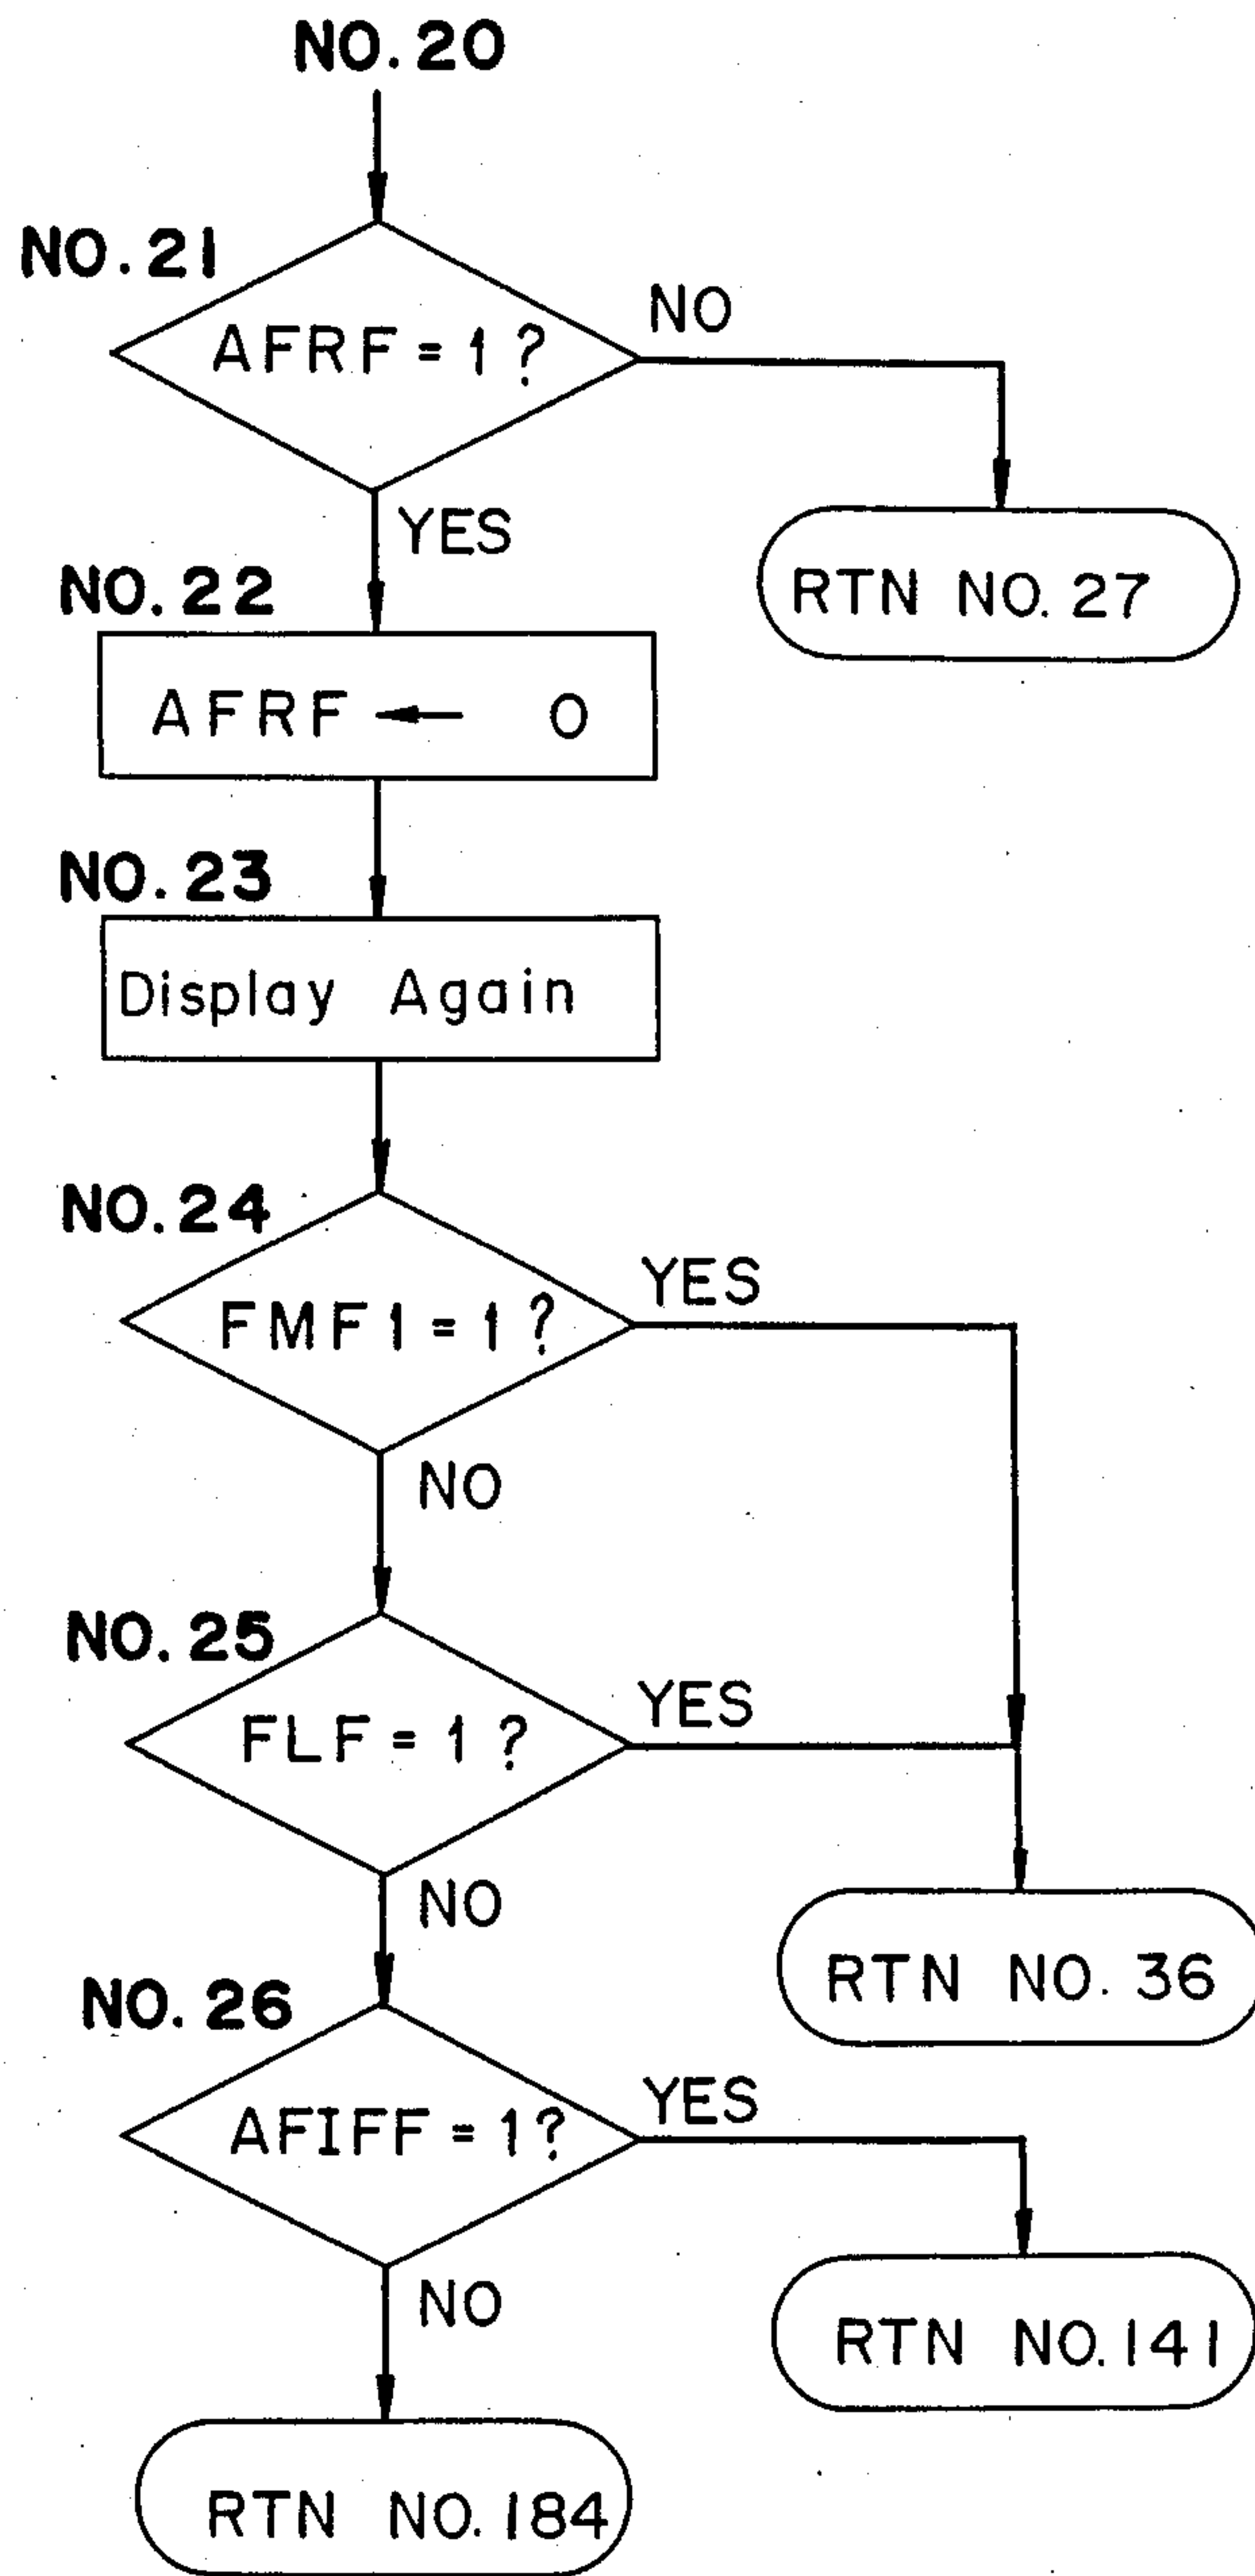 NO.20
NO.21
AFRF = 1 ?
NO
YES
RTN NO. 27
NO.22
AFRF ← 0
NO.23
Display Again
NO.24
FMF1 = 1 ?
YES
NO
NO.25
FLF = 1 ?
YES
NO
RTN NO. 36
NO.26
AFIFF = 1?
YES
NO
RTN NO.141
RTN NO.184